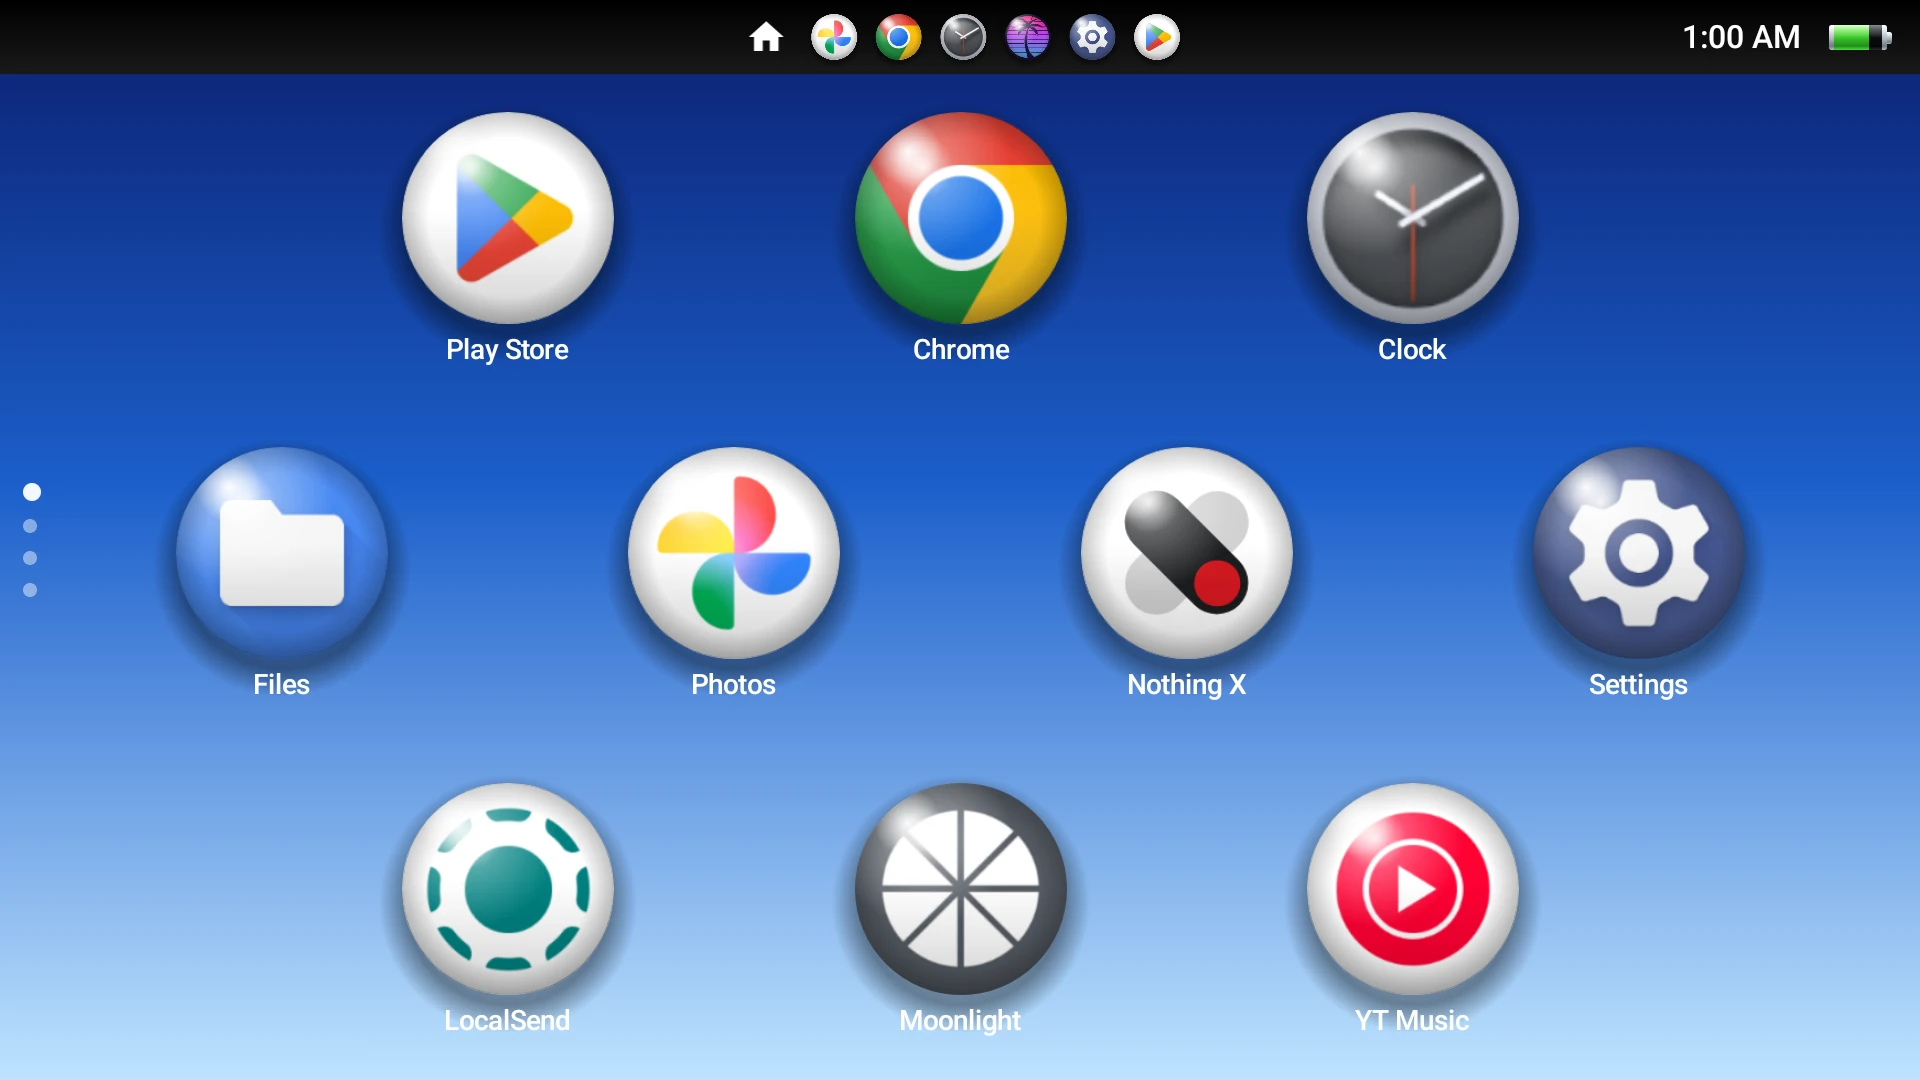 1:00 AM
Play Store
Chrome
Clock
Files
Photos
Nothing X
Settings
LocalSend
Moonlight
YT Music